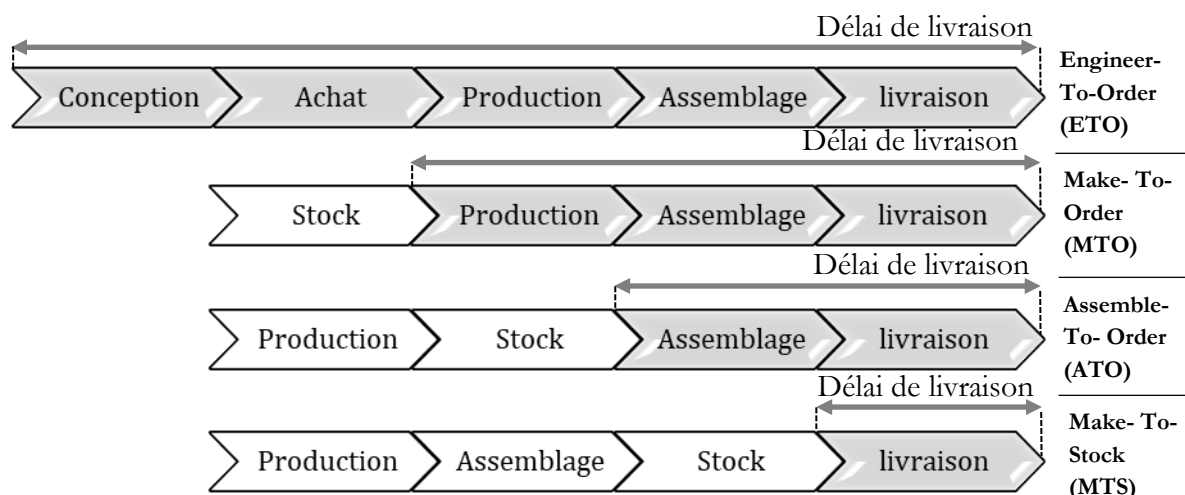 Délai de livraison
Conception Achat Production Assemblage livraison
Engineer-
To-Order
(ETO)
Délai de livraison
Stock Production Assemblage livraison
Make- To-
Order
(MTO)
Délai de livraison
Production Stock Assemblage livraison
Assemble-
To- Order
(ATO)
Délai de livraison
Production Assemblage Stock livraison
Make- To-
Stock
(MTS)